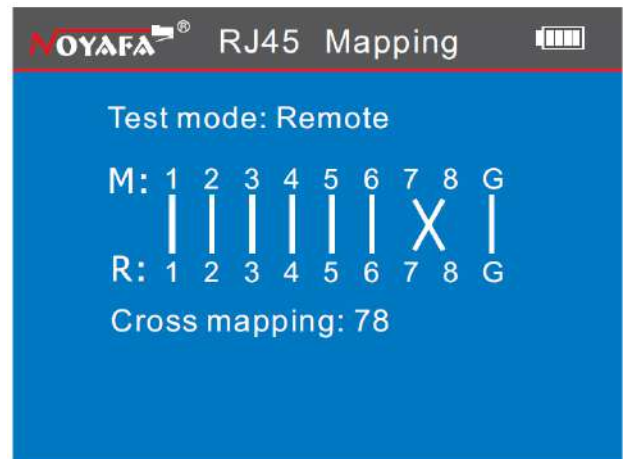 NOYAFA® RJ45 Mapping
Test mode: Remote
M: 1 2 3 4 5 6 7 8 G
R: 1 2 3 4 5 6 7 8 G
Cross mapping: 78